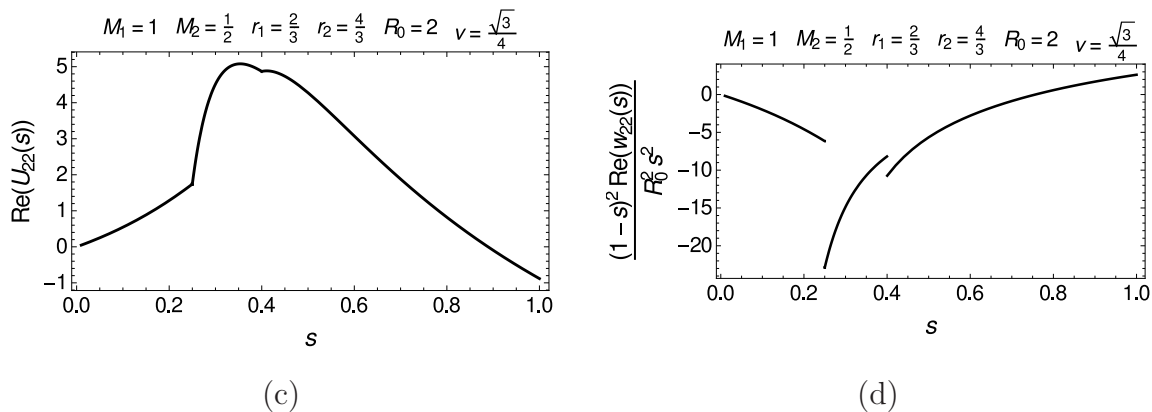 M₁ = 1 M₂ = 1/2 r₁ = 2/3 r₂ = 4/3 R₀ = 2 v = √3/4
Re(U₂₂(s))
5
4
3
2
1
0
-1
0.0 0.2 0.4 0.6 0.8 1.0
s
(c)
M₁ = 1 M₂ = 1/2 r₁ = 2/3 r₂ = 4/3 R₀ = 2 v = √3/4
(1 - s)² Re(w₂₂(s))
R₀² s²
0
-5
-10
-15
-20
0.0 0.2 0.4 0.6 0.8 1.0
s
(d)